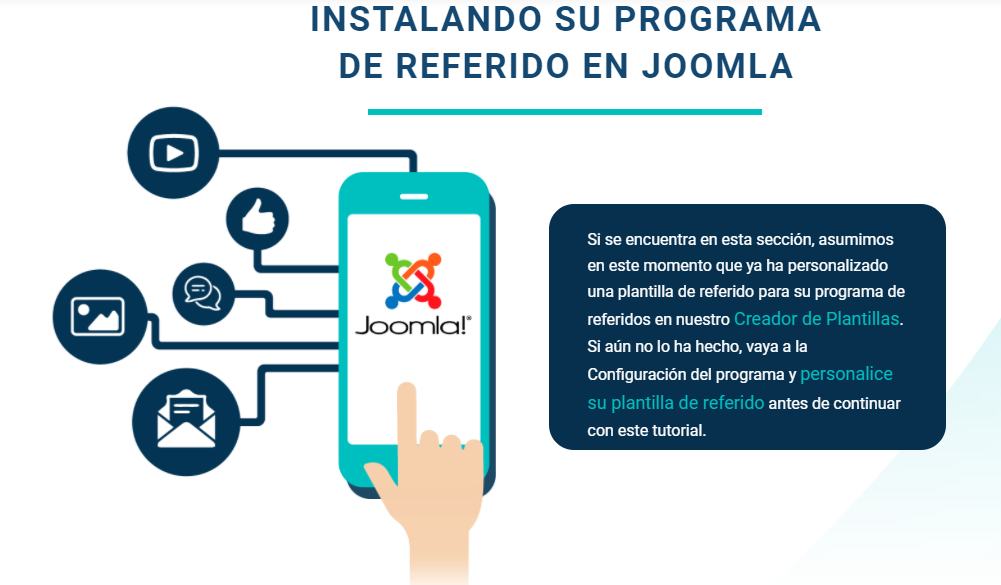 INSTALANDO SU PROGRAMA
DE REFERIDO EN JOOMLA
Joomla!®
Si se encuentra en esta sección, asumimos
en este momento que ya ha personalizado
una plantilla de referido para su programa de
referidos en nuestro Creador de Plantillas.
Si aún no lo ha hecho, vaya a la
Configuración del programa y personalice
su plantilla de referido antes de continuar
con este tutorial.